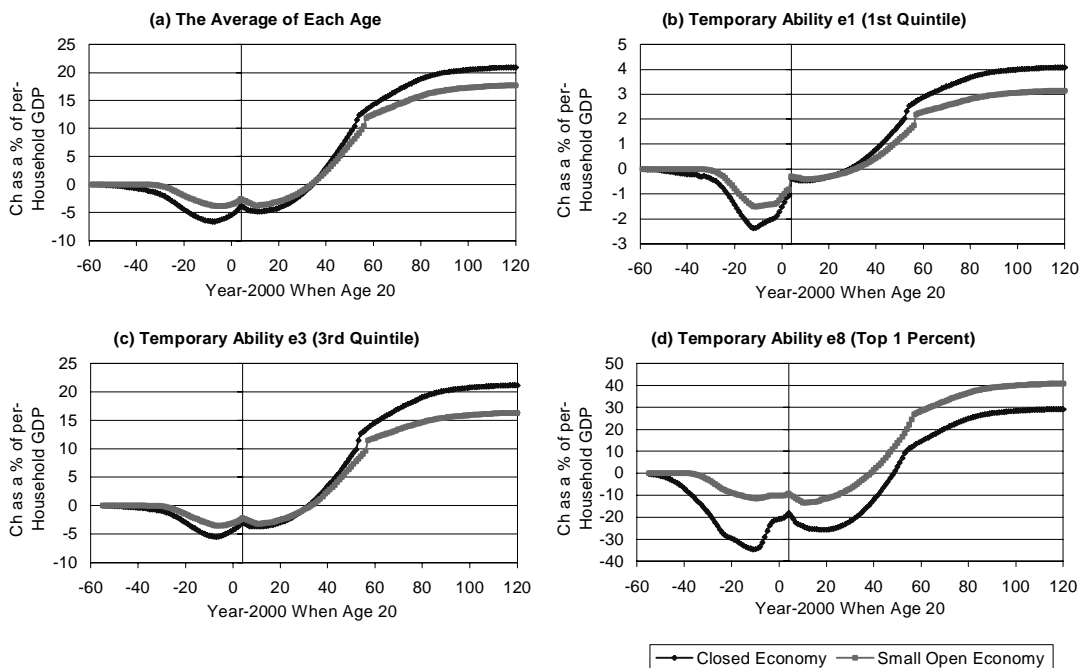 (a) The Average of Each Age
Ch as a % of per-
Household GDP
25
20
15
10
5
0
-5
-10
-60 -40 -20 0 20 40 60 80 100 120
Year-2000 When Age 20
(b) Temporary Ability e1 (1st Quintile)
Ch as a % of per-
Household GDP
5
4
3
2
1
0
-1
-2
-3
-60 -40 -20 0 20 40 60 80 100 120
Year-2000 When Age 20
(c) Temporary Ability e3 (3rd Quintile)
Ch as a % of per-
Household GDP
25
20
15
10
5
0
-5
-10
-60 -40 -20 0 20 40 60 80 100 120
Year-2000 When Age 20
(d) Temporary Ability e8 (Top 1 Percent)
Ch as a % of per-
Household GDP
50
40
30
20
10
0
-10
-20
-30
-40
-60 -40 -20 0 20 40 60 80 100 120
Year-2000 When Age 20
Closed Economy Small Open Economy